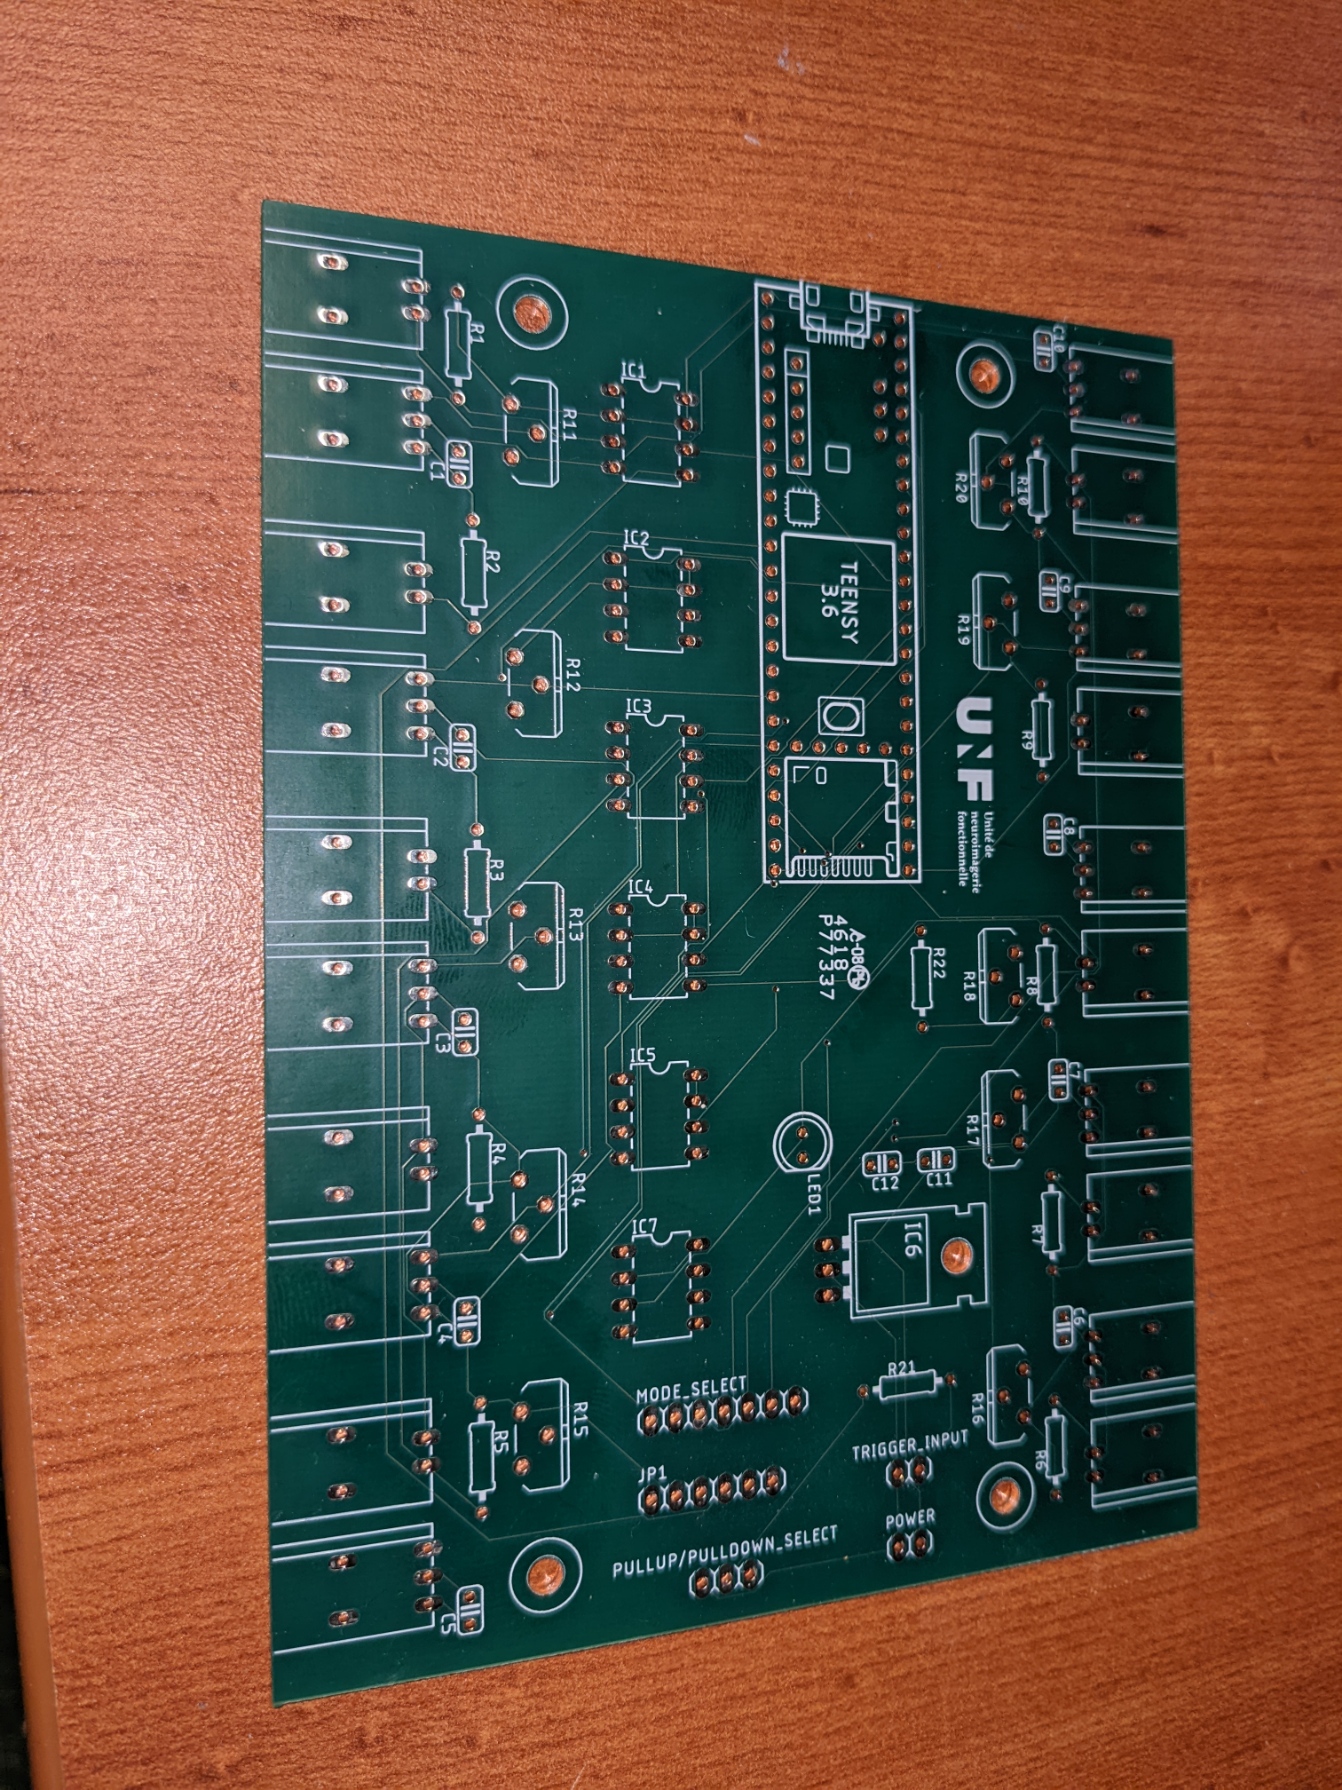 C10
C9
C8
C7
C6
R10
R9
R8
R7
R6
R20
R19
R18
R17
R16
UNF
Unité de
neuroimagerie
fonctionnelle
R22
C11
C12
IC6
R21
TRIGGER_INPUT
POWER
TEENSY
3.6
C-08
4618
P77337
LED1
MODE_SELECT
JP1
PULLUP/PULLDOWN_SELECT
IC1
IC2
IC3
IC4
IC5
IC7
R11
R12
R13
R14
R15
R1
R2
R3
R4
R5
C1
C2
C3
C4
C5